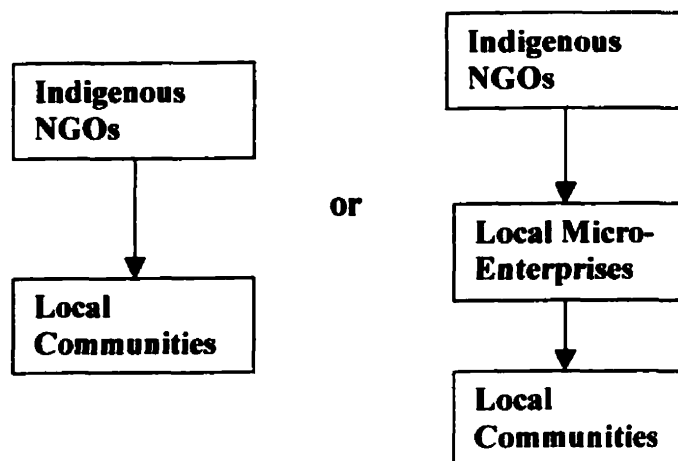 Indigenous
NGOs
Local
Communities
or
Indigenous
NGOs
Local Micro-
Enterprises
Local
Communities